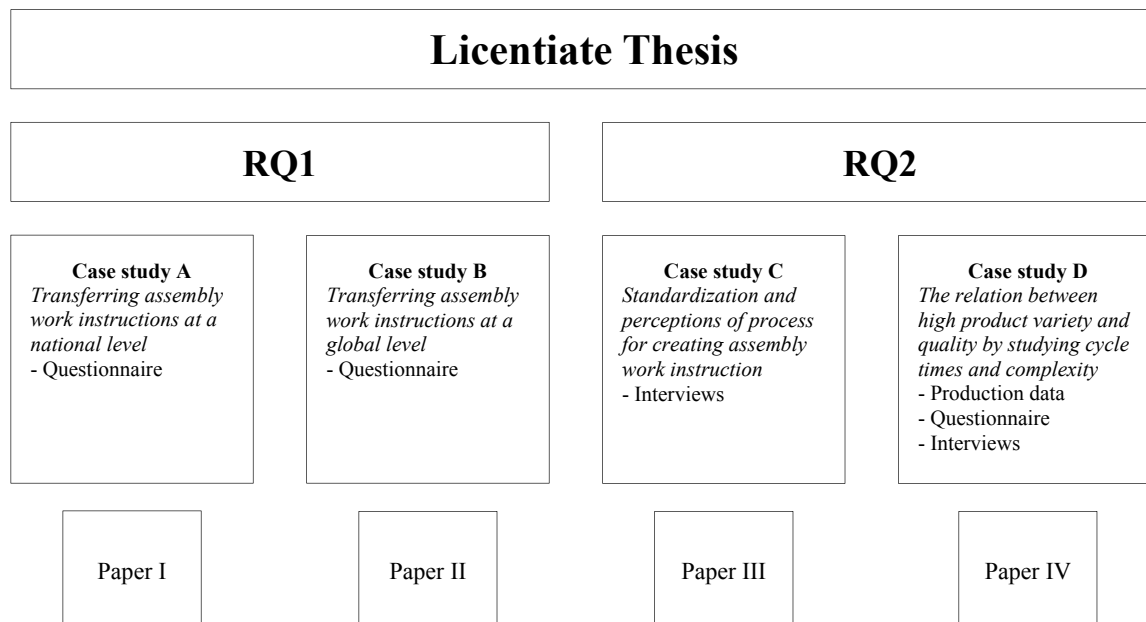 Licentiate Thesis
RQ1
RQ2
Case study A
Transferring assembly
work instructions at a
national level
- Questionnaire
Case study B
Transferring assembly
work instructions at a
global level
- Questionnaire
Case study C
Standardization and
perceptions of process
for creating assembly
work instruction
- Interviews
Case study D
The relation between
high product variety and
quality by studying cycle
times and complexity
- Production data
- Questionnaire
- Interviews
Paper I
Paper II
Paper III
Paper IV